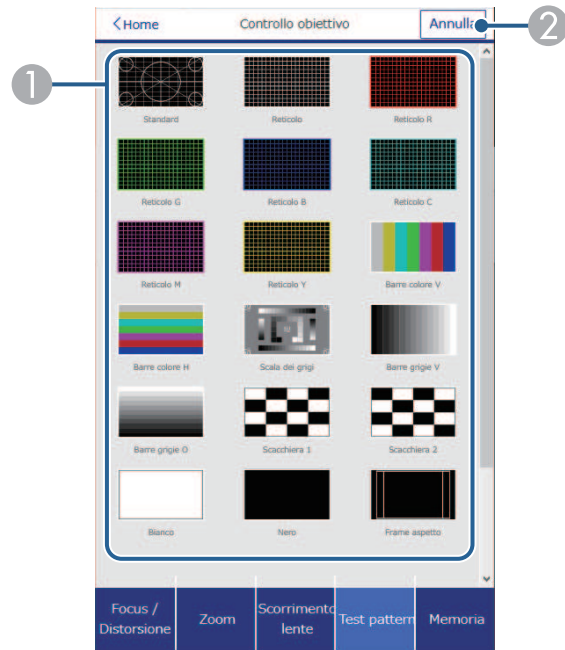 Home
Controllo obiettivo
Annulla
2
1
Standard
Reticolo
Reticolo R
Reticolo G
Reticolo B
Reticolo C
Reticolo M
Reticolo Y
Barre colore V
Barre colore H
Scala dei grigi
Barre grigie V
Barre grigie O
Scacchiera 1
Scacchiera 2
Bianco
Nero
Frame aspetto
Focus /
Distorsione
Zoom
Scorrimento
lente
Test pattern
Memoria